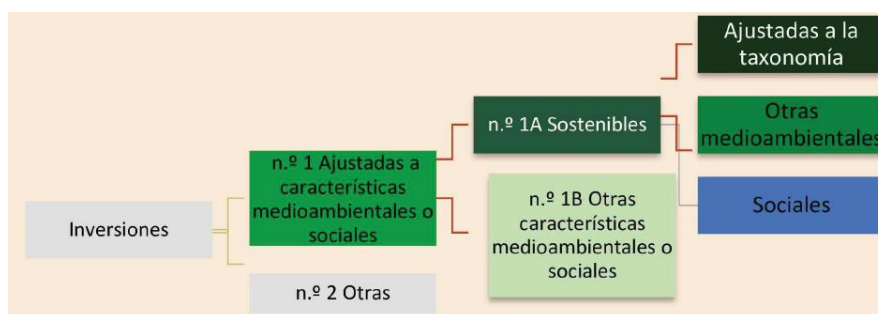 Inversiones
n.º 1 Ajustadas a
características
medioambientales o
sociales
n.º 2 Otras
n.º 1A Sostenibles
n.º 1B Otras
características
medioambientales o
sociales
Ajustadas a la
taxonomía
Otras
medioambientales
Sociales